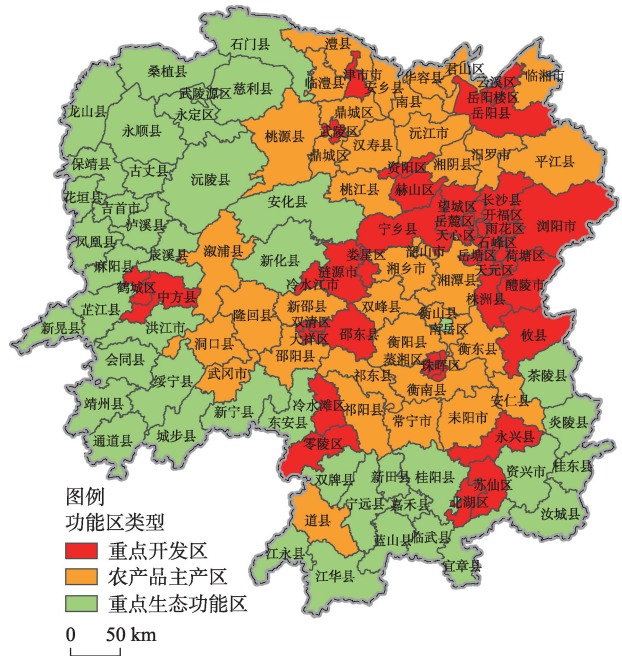 石门县
澧县
桑植县
慈利县
临澧县
津市市
安乡县
华容县
君山区
云溪区
临湘市
岳阳楼区
岳阳县
武陵源区
永定区
龙山县
永顺县
南县
鼎城区
武陵区
桃源县
汉寿县
沅江市
鼎城区
汨罗市
湘阴县
平江县
保靖县
古丈县
沅陵县
资阳区
赫山区
桃江县
花垣县
吉首市
安化县
望城区
长沙县
开福区
岳麓区
雨花区
浏阳市
天心区
宁乡县
泸溪县
凤凰县
辰溪县
溆浦县
石峰区
韶山市
岳塘区
荷塘区
天元区
娄星区
湘乡市
湘潭县
新化县
涟源市
冷水江市
麻阳县
鹤城区
中方县
株洲县
醴陵市
芷江县
新晃县
洪江市
新邵县
双峰县
衡山县
南岳区
攸县
隆回县
双清区
大祥区
邵东县
衡阳县
衡东县
会同县
洞口县
邵阳县
蒸湘区
珠晖区
茶陵县
绥宁县
武冈市
祁东县
衡南县
靖州县
新宁县
冷水滩区
祁阳县
安仁县
东安县
常宁市
耒阳市
炎陵县
通道县
城步县
零陵区
永兴县
双牌县
新田县
桂阳县
苏仙区
资兴市
桂东县
宁远县
嘉禾县
北湖区
汝城县
道县
蓝山县
临武县
江永县
宜章县
江华县
图例
功能区类型
重点开发区
农产品主产区
重点生态功能区
0 50 km